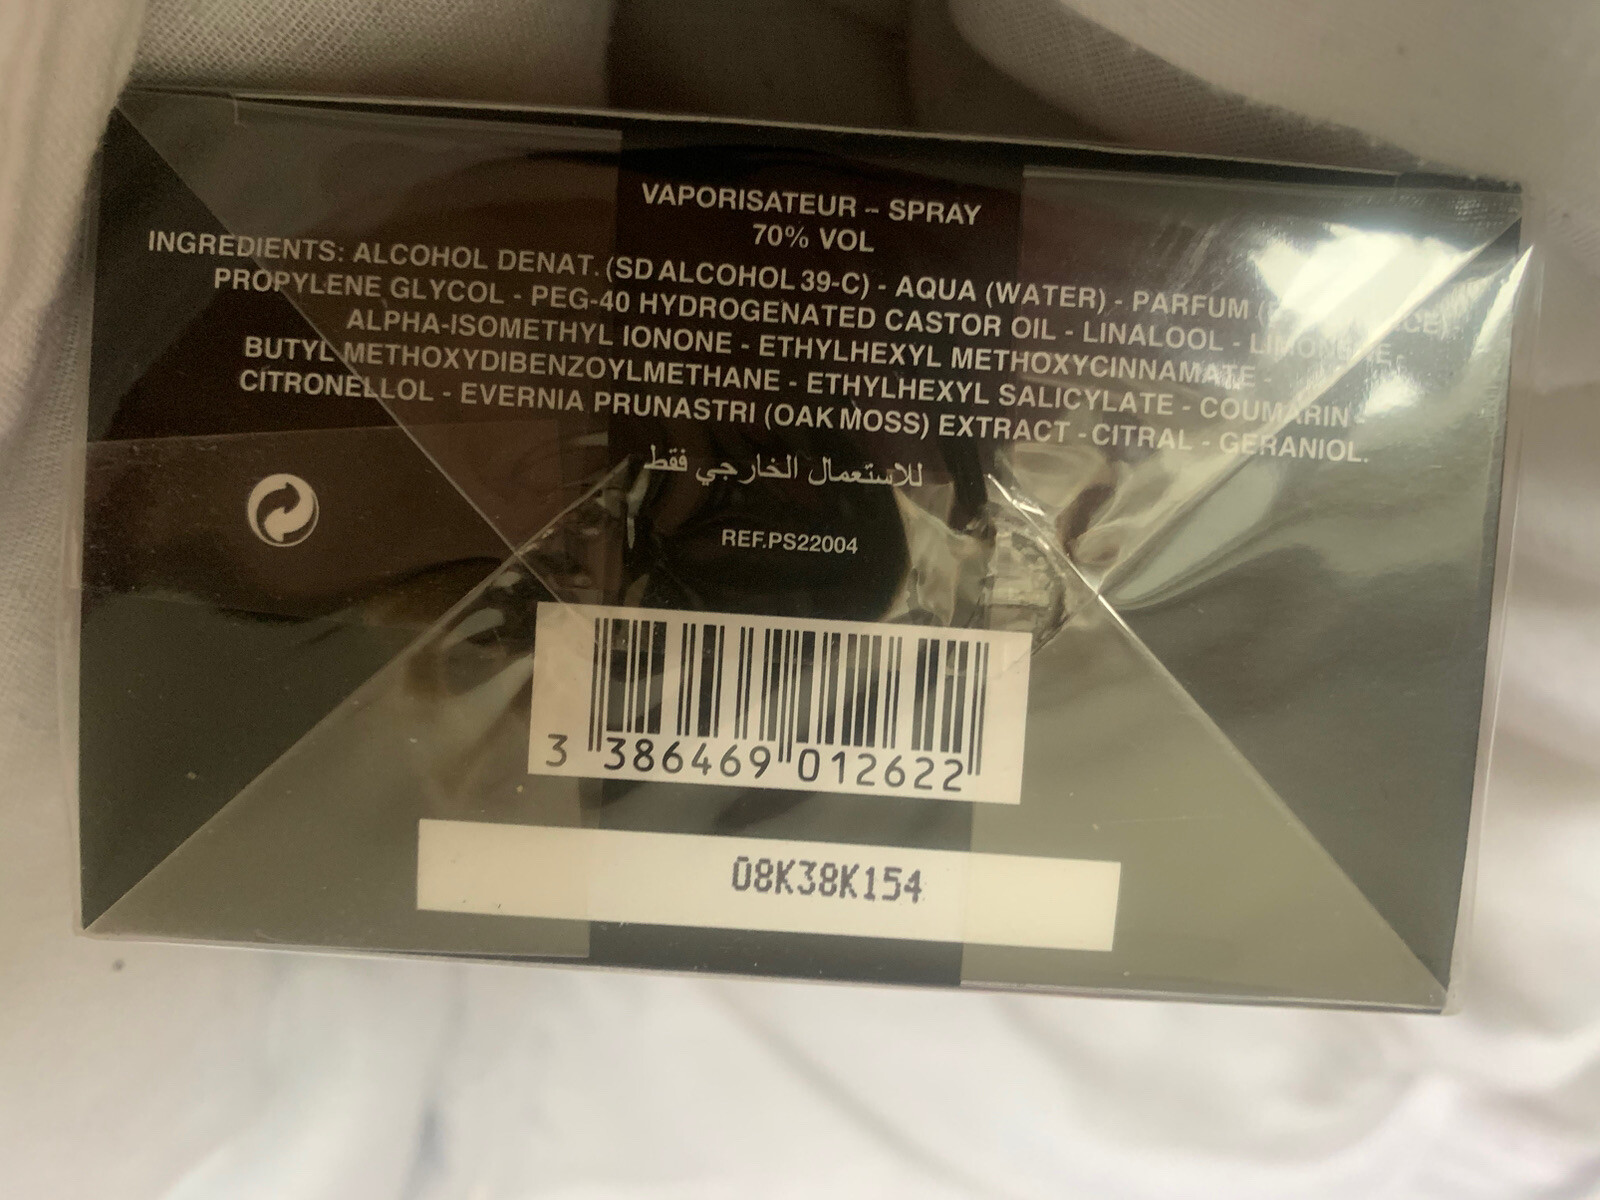 VAPORISATEUR – SPRAY
70% VOL
INGREDIENTS: ALCOHOL DENAT. (SD ALCOHOL 39-C) - AQUA (WATER) - PARFUM (
PROPYLENE GLYCOL - PEG-40 HYDROGENATED CASTOR OIL - LINALOOL - LIMONENE -
ALPHA-ISOMETHYL IONONE - ETHYLHEXYL METHOXYCINNAMATE -
BUTYL METHOXYDIBENZOYLMETHANE - ETHYLHEXYL SALICYLATE - COUMARIN -
CITRONELLOL - EVERNIA PRUNASTRI (OAK MOSS) EXTRACT - CITRAL - GERANIOL.
للاستعمال الخارجي فقط
REF.PS22004
3 386469 012622
08K38K154